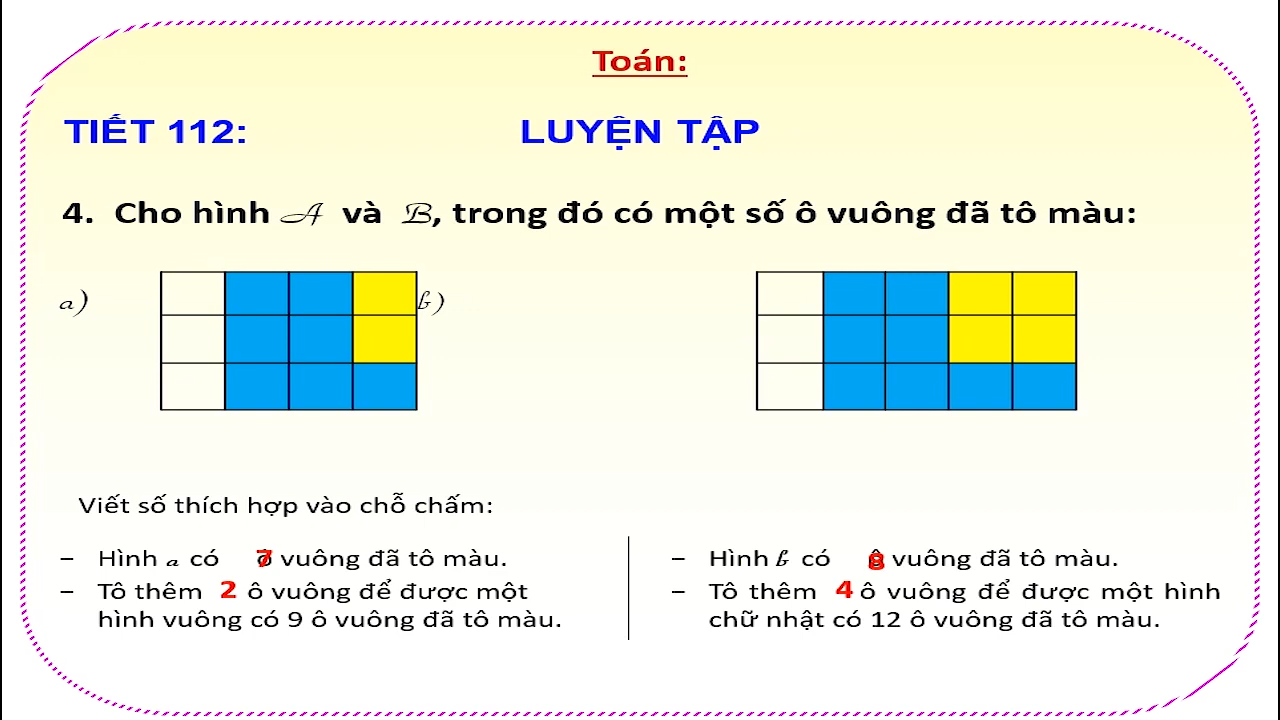 Toán:
TIẾT 112: LUYỆN TẬP
4. Cho hình A và B, trong đó có một số ô vuông đã tô màu:
a) b)
Viết số thích hợp vào chỗ chấm:
– Hình a có 7 ô vuông đã tô màu.
– Tô thêm 2 ô vuông để được một
hình vuông có 9 ô vuông đã tô màu.
– Hình b có 8 ô vuông đã tô màu.
– Tô thêm 4 ô vuông để được một hình
chữ nhật có 12 ô vuông đã tô màu.